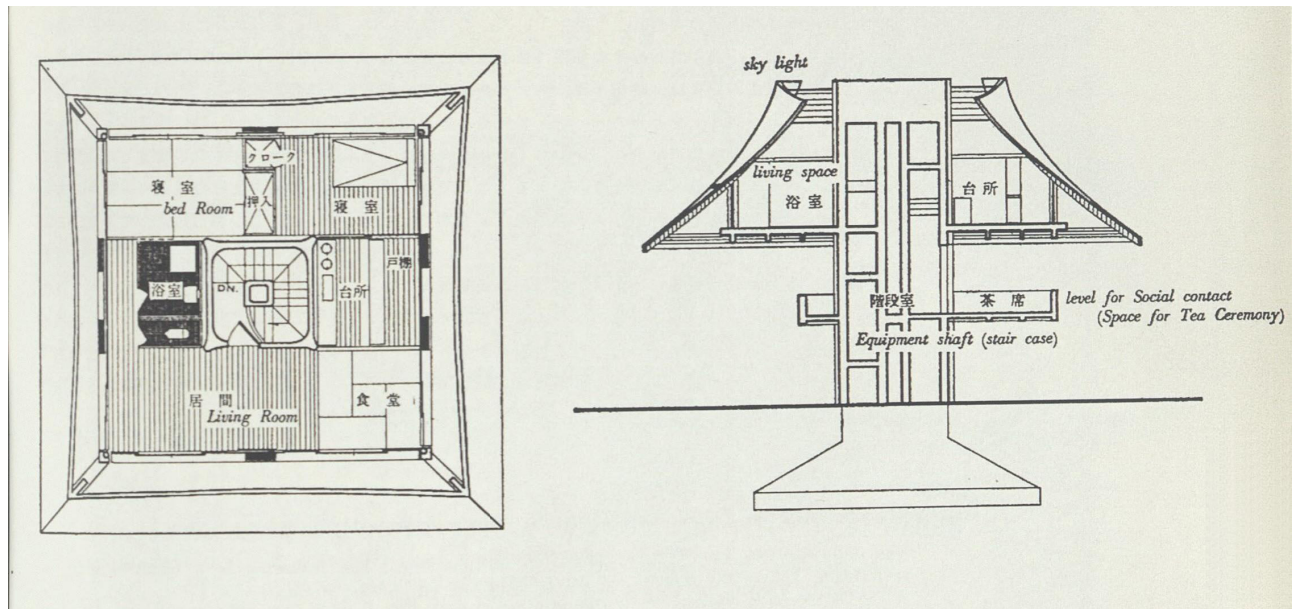 クローク
寝室
bed Room
押入
寝室
浴室
DN.
台所
戸棚
居間
Living Room
食堂
sky light
living space
浴室
台所
階段室
茶席
level for Social contact
(Space for Tea Ceremony)
Equipment shaft (stair case)